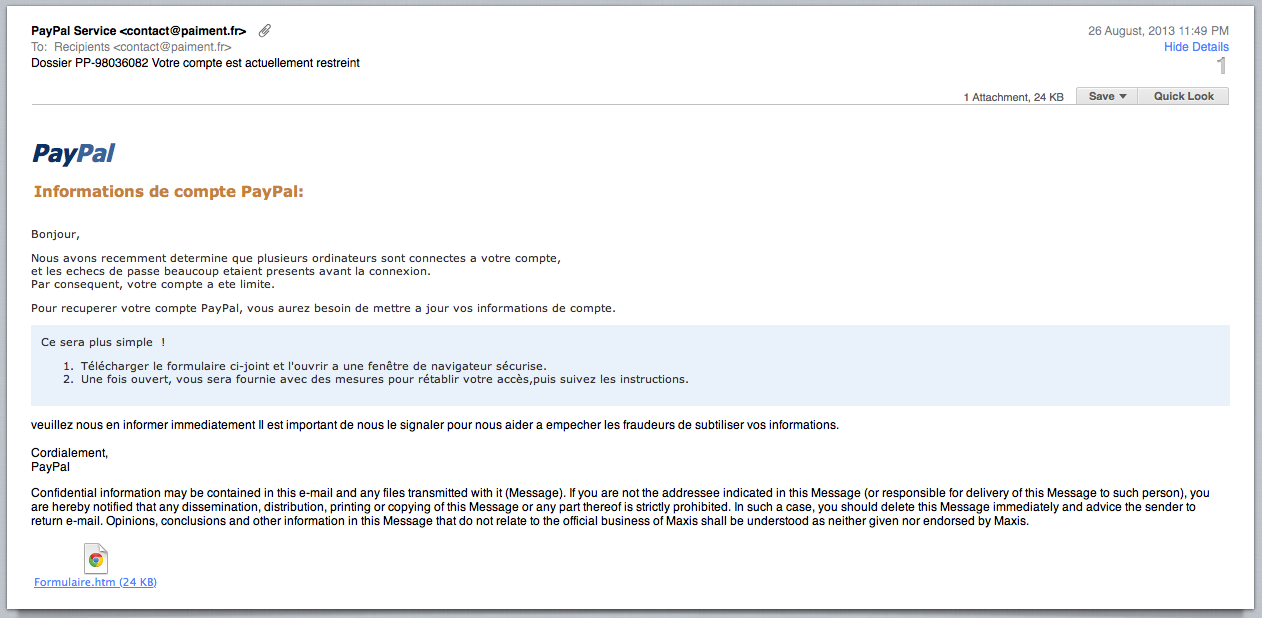 PayPal Service <contact@paiment.fr>
26 August, 2013 11:49 PM
To: Recipients <contact@paiment.fr>
Hide Details
Dossier PP-98036082 Votre compte est actuellement restreint
1
1 Attachment, 24 KB
Save
Quick Look
PayPal
Informations de compte PayPal:
Bonjour,
Nous avons recemment determine que plusieurs ordinateurs sont connectes a votre compte,
et les echecs de passe beaucoup etaient presents avant la connexion.
Par consequent, votre compte a ete limite.
Pour recuperer votre compte PayPal, vous aurez besoin de mettre a jour vos informations de compte.
Ce sera plus simple !
1. Télécharger le formulaire ci-joint et l'ouvrir a une fenêtre de navigateur sécurise.
2. Une fois ouvert, vous sera fournie avec des mesures pour rétablir votre accès,puis suivez les instructions.
veuillez nous en informer immediatement Il est important de nous le signaler pour nous aider a empecher les fraudeurs de subtiliser vos informations.
Cordialement,
PayPal
Confidential information may be contained in this e-mail and any files transmitted with it (Message). If you are not the addressee indicated in this Message (or responsible for delivery of this Message to such person), you
are hereby notified that any dissemination, distribution, printing or copying of this Message or any part thereof is strictly prohibited. In such a case, you should delete this Message immediately and advice the sender to
return e-mail. Opinions, conclusions and other information in this Message that do not relate to the official business of Maxis shall be understood as neither given nor endorsed by Maxis.
Formulaire.htm (24 KB)